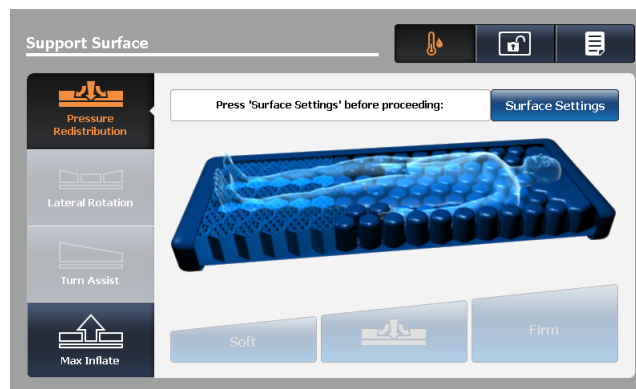 Support Surface
Press 'Surface Settings' before proceeding:
Surface Settings
Pressure
Redistribution
Lateral Rotation
Turn Assist
Max Inflate
Soft
Firm